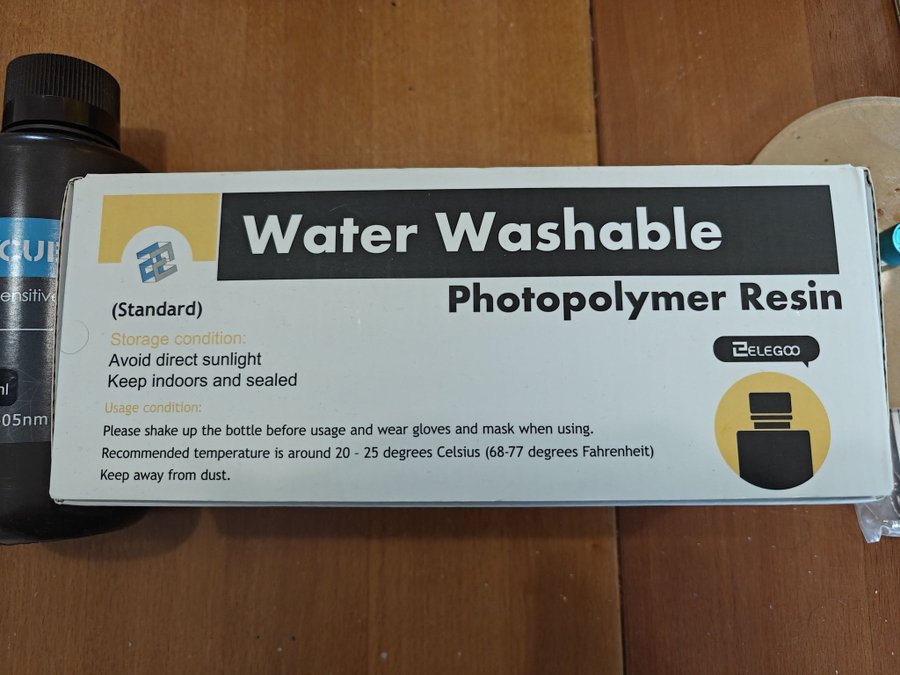 Water Washable
Photopolymer Resin
(Standard)
Storage condition:
Avoid direct sunlight
Keep indoors and sealed
ELEGOO
Usage condition:
Please shake up the bottle before usage and wear gloves and mask when using.
Recommended temperature is around 20 - 25 degrees Celsius (68-77 degrees Fahrenheit)
Keep away from dust.
ensitive
05nm